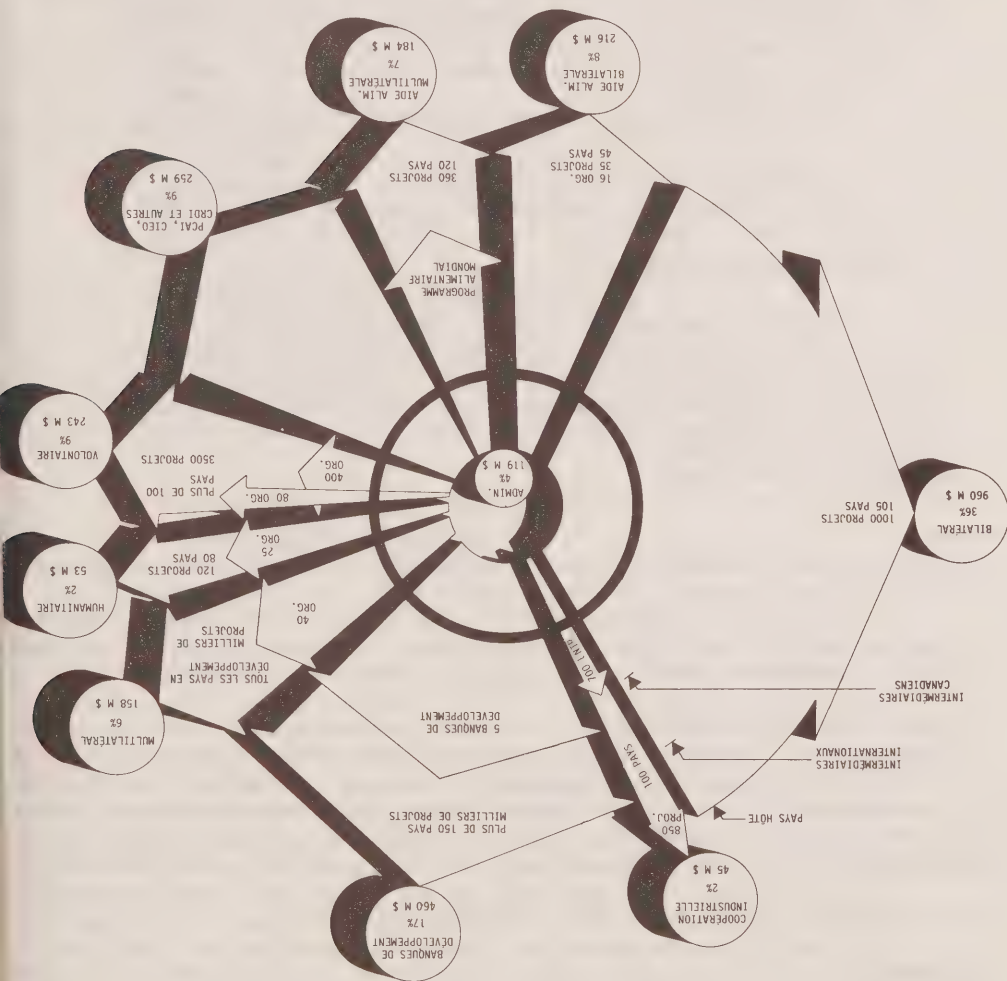 BANQUES DE
DÉVELOPPEMENT
17%
460 M $
COOPÉRATION
INDUSTRIELLE
2%
45 M $
PAYS HÔTE
850
PROJ.
PLUS DE 150 PAYS
MILLIERS DE PROJETS
INTERMÉDIAIRES
INTERNATIONAUX
100 PAYS
5 BANQUES DE
DÉVELOPPEMENT
MULTILATÉRAL
6%
158 M $
INTERMÉDIAIRES
CANADIENS
700
TOUS LES PAYS EN
DÉVELOPPEMENT
MILLIERS DE
PROJETS
40
ORG.
HUMANITAIRE
2%
53 M $
120 PROJETS
80 PAYS
25
ORG.
BILATÉRAL
36%
960 M $
1000 PROJETS
105 PAYS
ADMIN.
4%
119 M $
80 ORG.
400
ORG.
PLUS DE 100
PAYS
3500 PROJETS
VOLONTAIRE
9%
243 M $
PROGRAMME
ALIMENTAIRE
MONDIAL
PCAI, CIEO,
CRDI ET AUTRES
9%
259 M $
16 ORG.
35 PROJETS
45 PAYS
360 PROJETS
120 PAYS
AIDE ALIM.
BILATÉRALE
8%
216 M $
AIDE ALIM.
MULTILATÉRALE
7%
184 M $